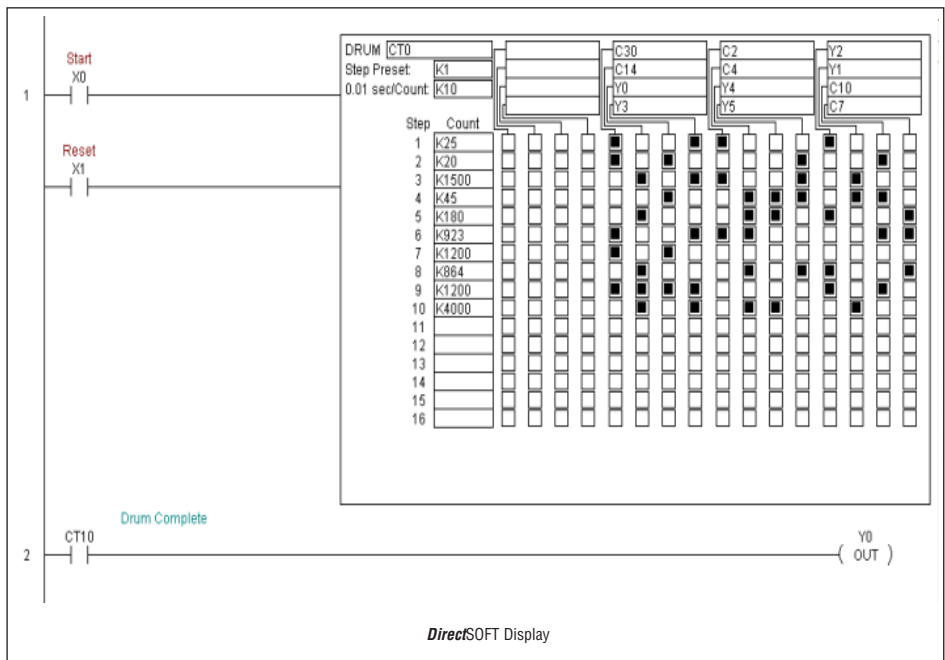 Start
X0
1
Reset
X1
DRUM CT0
Step Preset: K1
0.01 sec/Count: K10
C30
C14
Y0
Y3
C2
C4
Y4
Y5
Y2
Y1
C10
C7
Step Count
1 K25
2 K20
3 K1500
4 K45
5 K180
6 K923
7 K1200
8 K864
9 K1200
10 K4000
11
12
13
14
15
16
Drum Complete
CT10
2
Y0
( OUT )
DirectSOFT Display